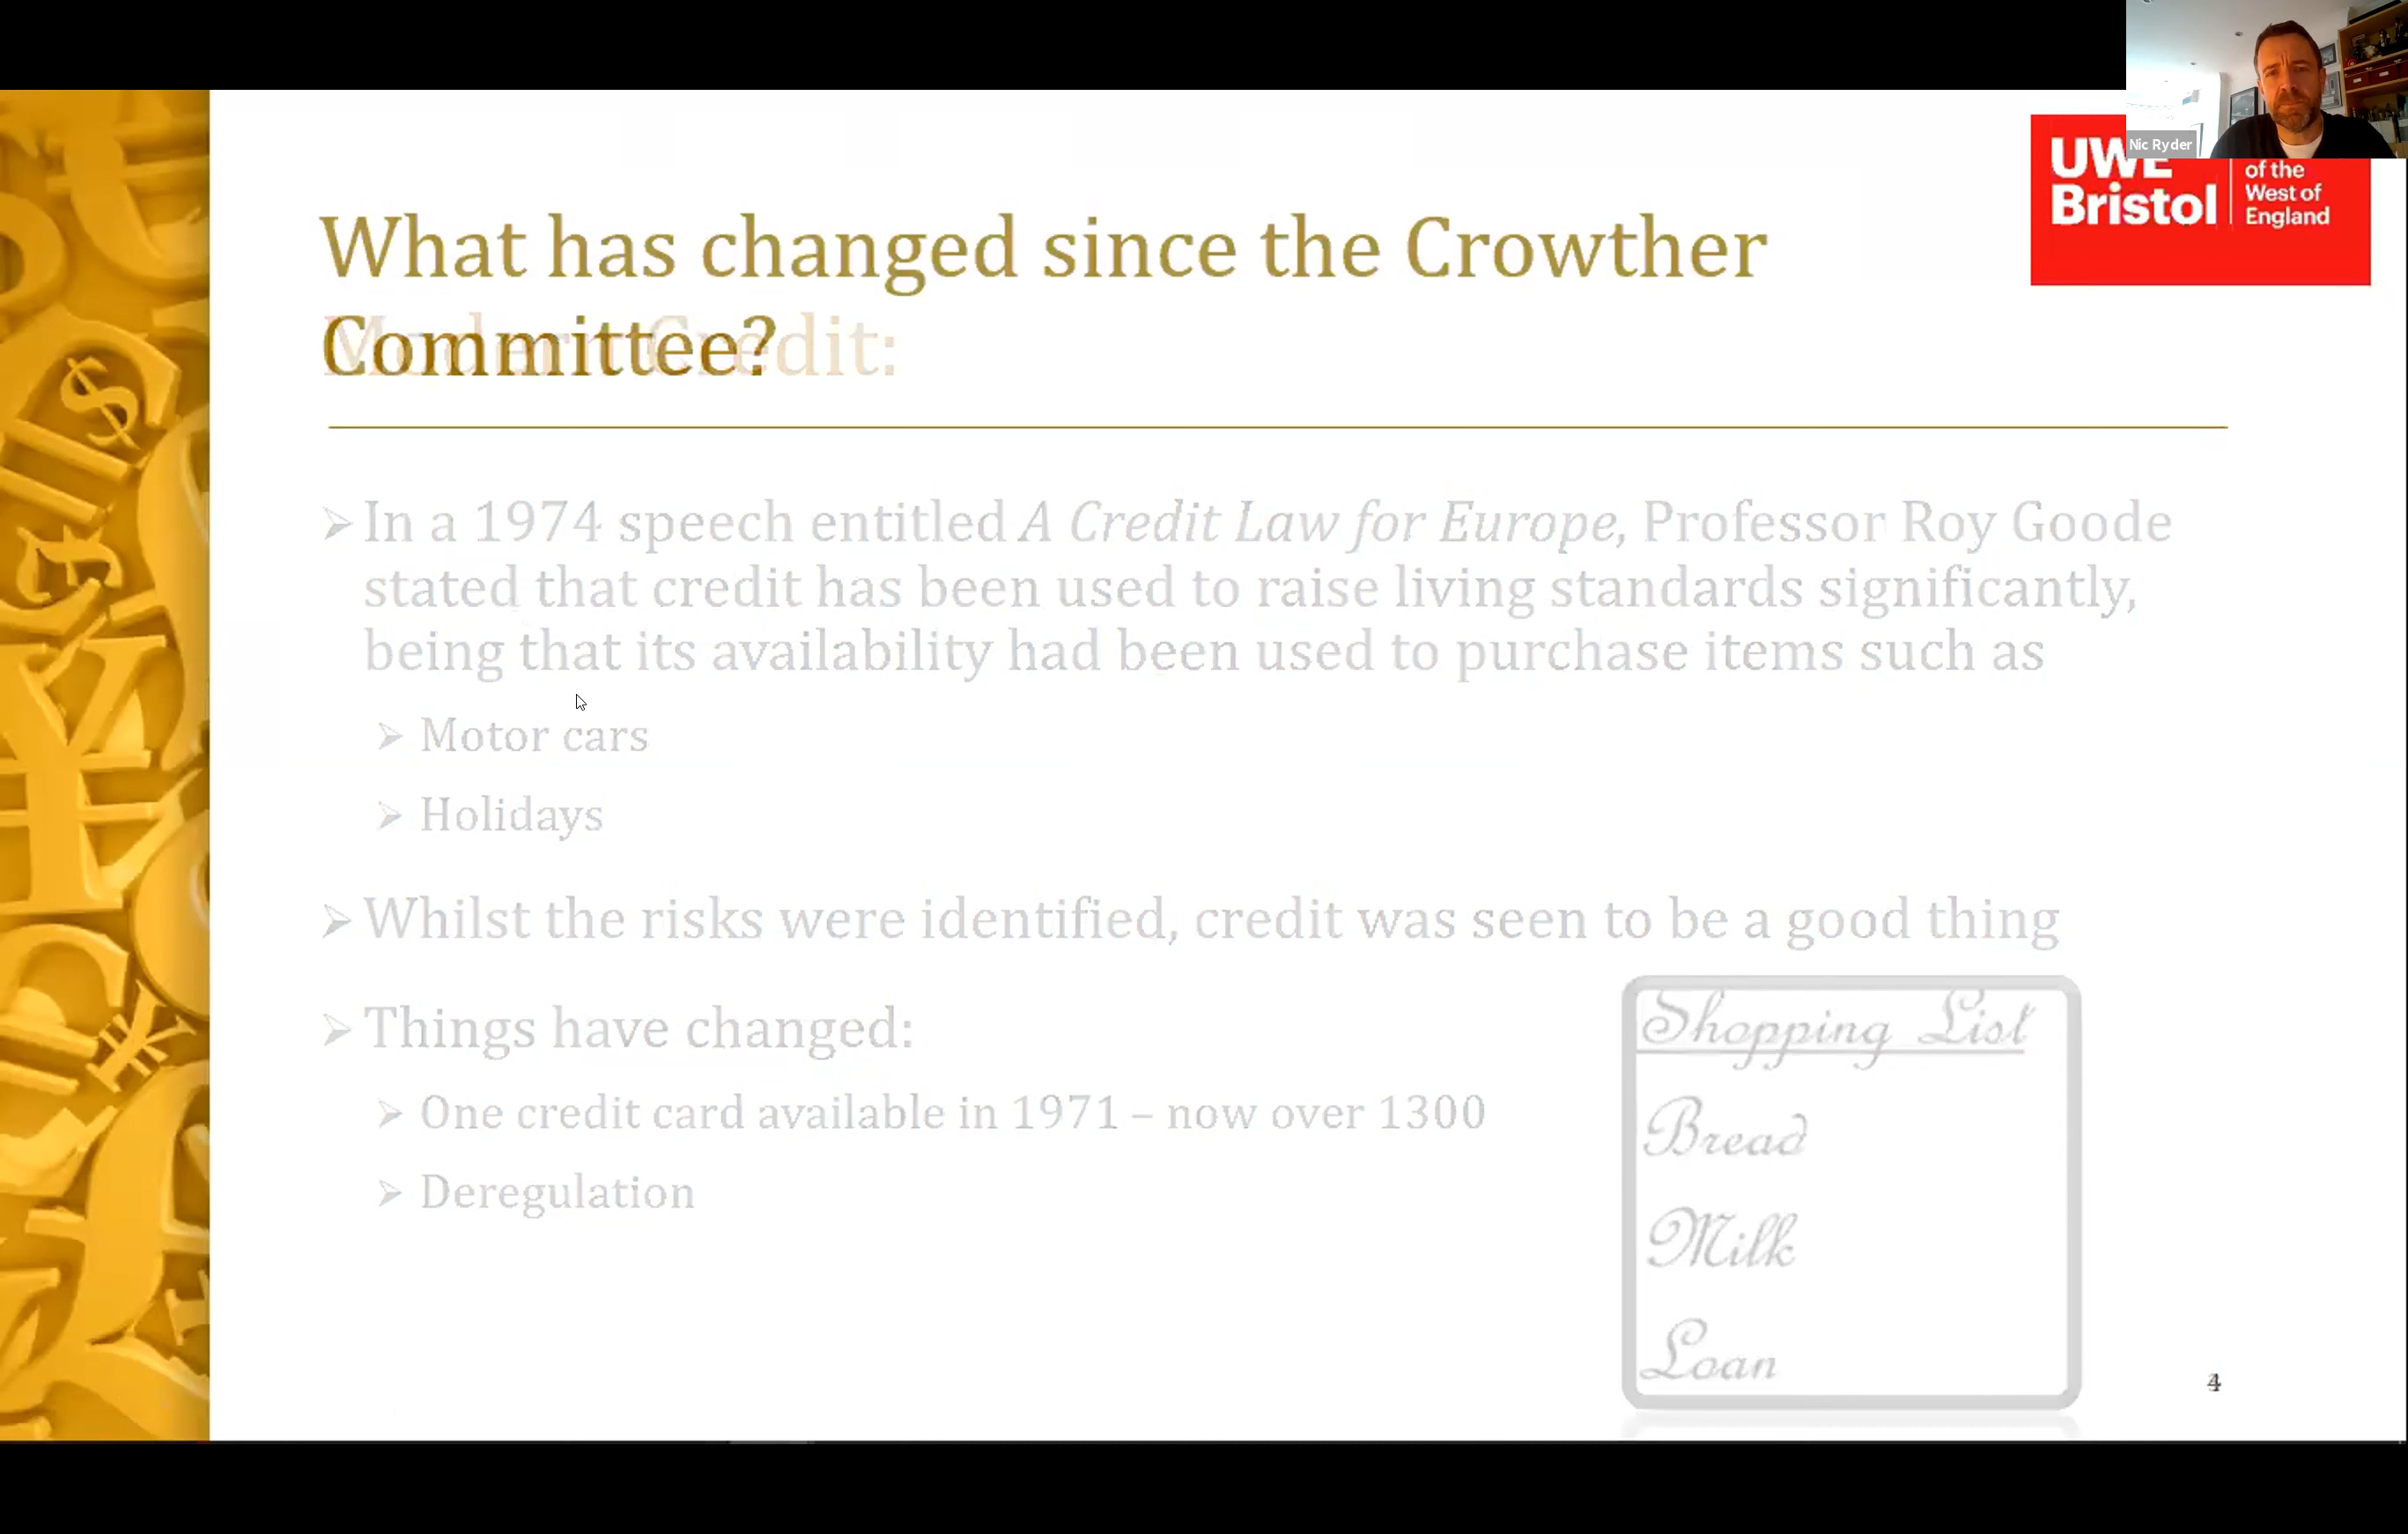 Nic Ryder
UWE
Bristol
of the
West of
England
What has changed since the Crowther
Committee?
Modern Credit:
➢ In a 1974 speech entitled A Credit Law for Europe, Professor Roy Goode
stated that credit has been used to raise living standards significantly,
being that its availability had been used to purchase items such as
➢ Motor cars
➢ Holidays
➢ Whilst the risks were identified, credit was seen to be a good thing
➢ Things have changed:
➢ One credit card available in 1971 – now over 1300
➢ Deregulation
Shopping List
Bread
Milk
Loan
4